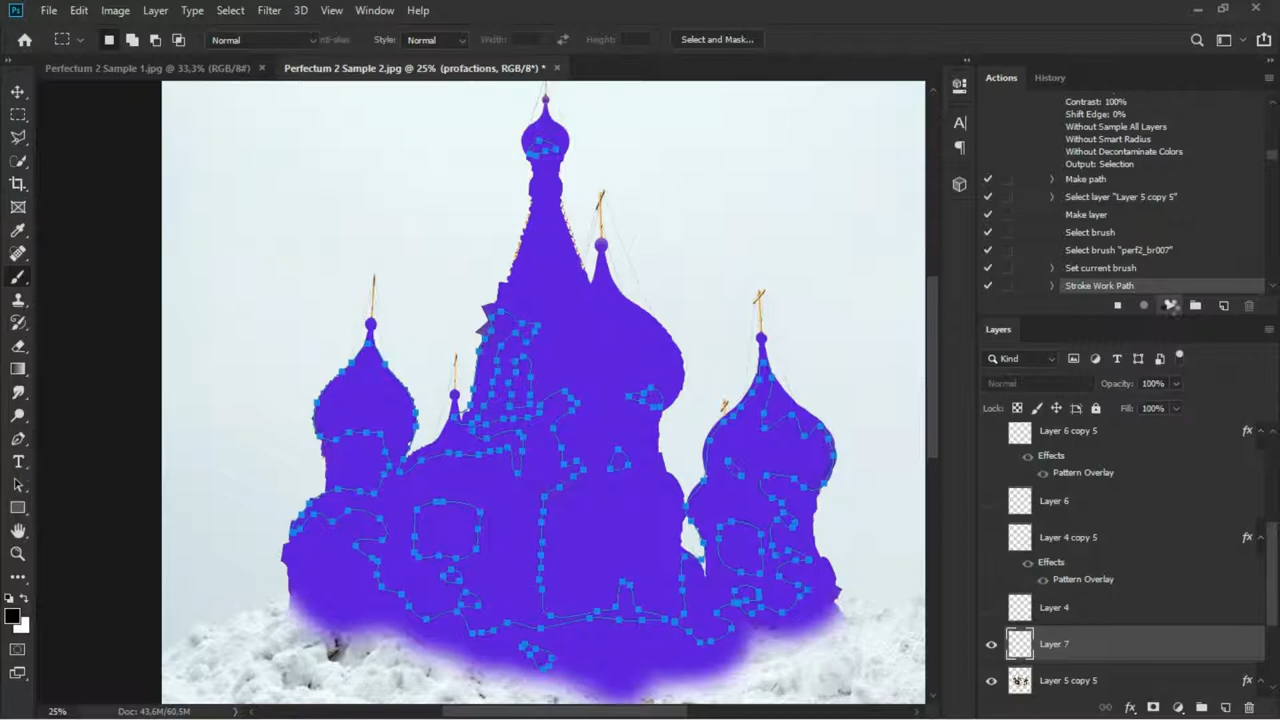 Ps File Edit Image Layer Type Select Filter 3D View Window Help
Normal Style: Normal Width: Height: Select and Mask...
Perfectum 2 Sample 1.jpg @ 33,3% (RGB/8#) × Perfectum 2 Sample 2.jpg @ 25% (profactions, RGB/8*) * ×
Actions History
Contrast: 100%
Shift Edge: 0%
Without Sample All Layers
Without Smart Radius
Without Decontaminate Colors
Output: Selection
Make path
Select layer "Layer 5 copy 5"
Make layer
Select brush
Select brush "perf2_br007"
Set current brush
Stroke Work Path
Layers
Kind
Normal Opacity: 100%
Lock: Fill: 100%
Layer 6 copy 5 fx
Effects
Pattern Overlay
Layer 6
Layer 4 copy 5 fx
Effects
Pattern Overlay
Layer 4
Layer 7
Layer 5 copy 5
25% Doc: 43,6M/60,5M